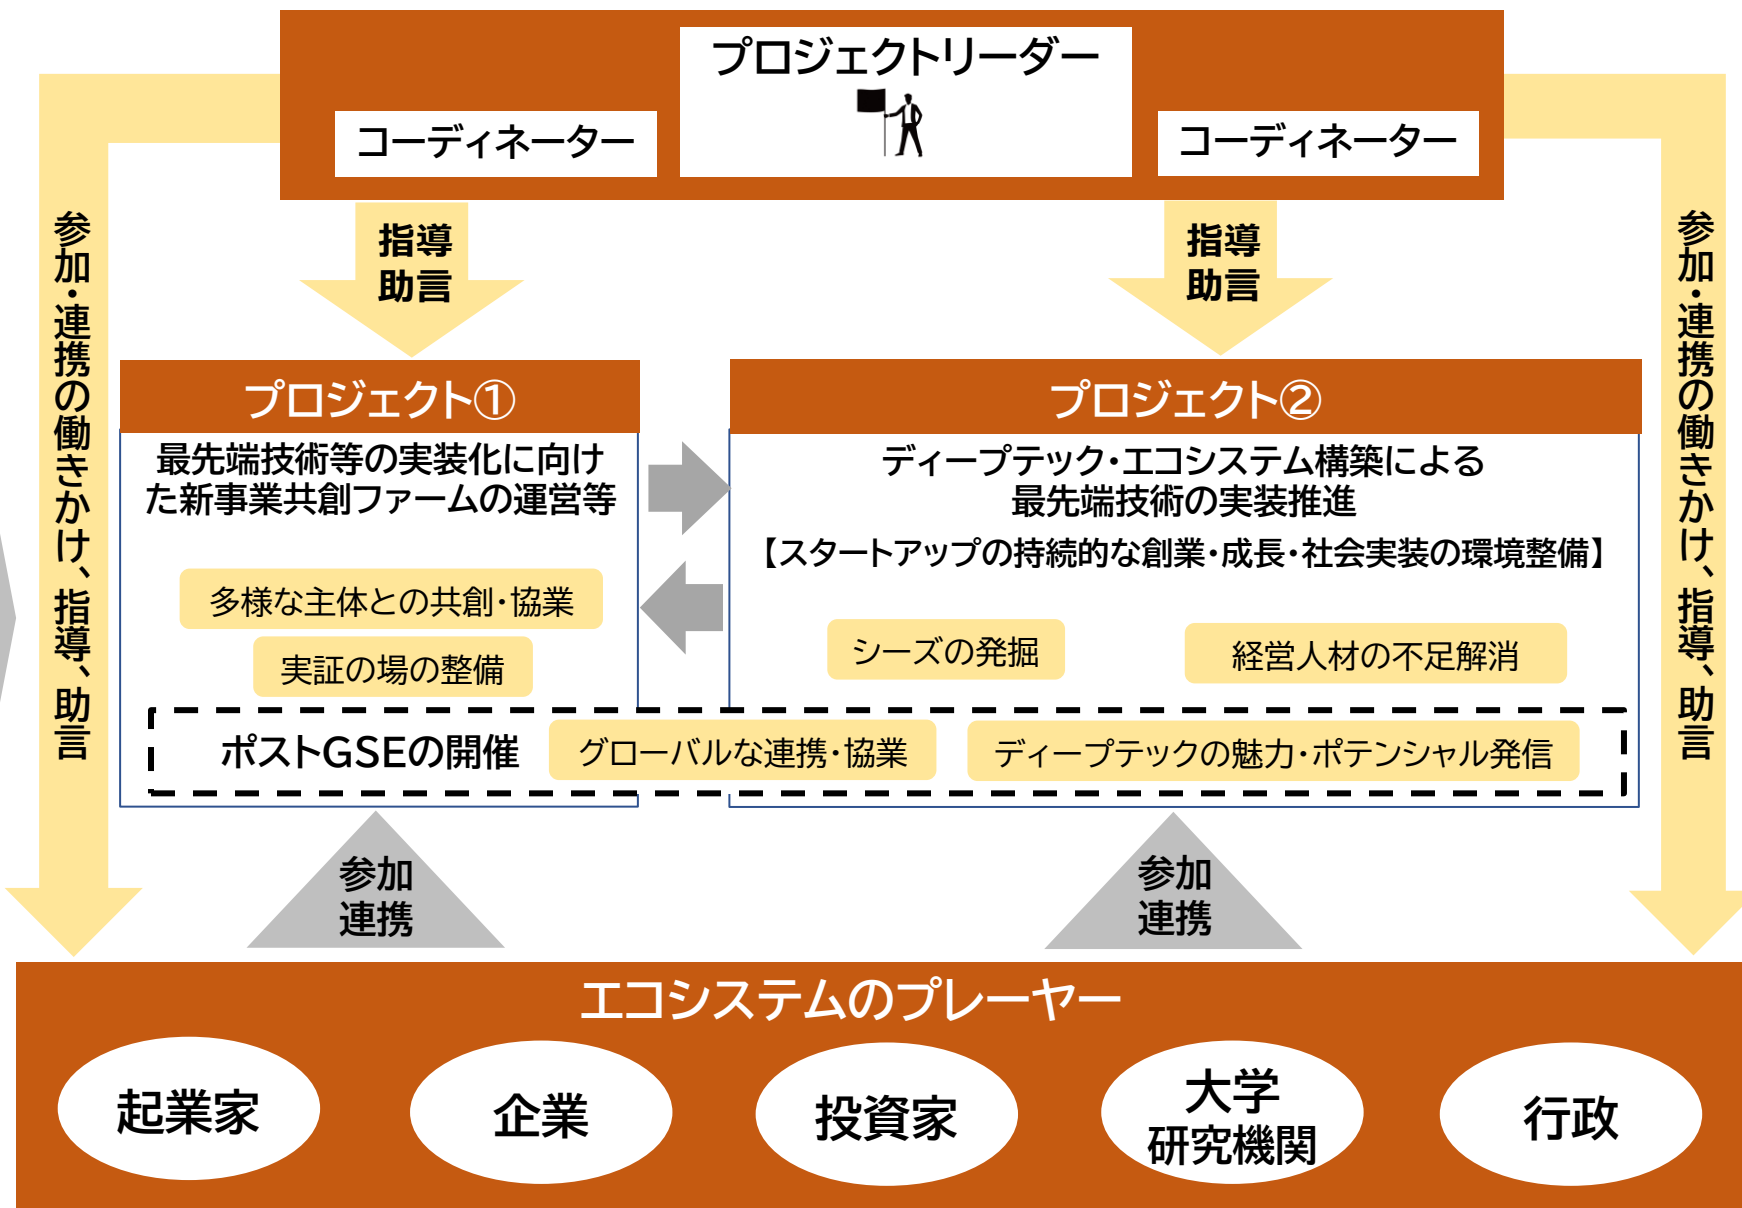 プロジェクトリーダー
コーディネーター
コーディネーター
参加・連携の働きかけ、指導、助言
指導
助言
指導
助言
参加・連携の働きかけ、指導、助言
プロジェクト①
最先端技術等の実装化に向け
た新事業共創ファームの運営等
多様な主体との共創・協業
実証の場の整備
プロジェクト②
ディープテック・エコシステム構築による
最先端技術の実装推進
【スタートアップの持続的な創業・成長・社会実装の環境整備】
シーズの発掘
経営人材の不足解消
ポストGSEの開催
グローバルな連携・協業
ディープテックの魅力・ポテンシャル発信
参加
連携
参加
連携
エコシステムのプレーヤー
起業家
企業
投資家
大学
研究機関
行政